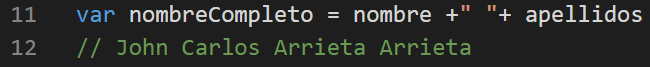 11 var nombreCompleto = nombre +" "+ apellidos
12 // John Carlos Arrieta Arrieta